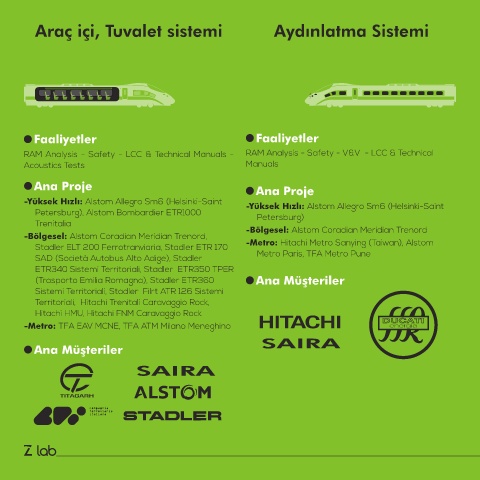 Araç içi, Tuvalet sistemi
Faaliyetler
RAM Analysis - Safety - LCC & Technical Manuals -
Acoustics Tests
Ana Proje
-Yüksek Hızlı: Alstom Allegro Sm6 (Helsinki-Saint
Petersburg), Alstom Bombardier ETR1000
Trenitalia
-Bölgesel: Alstom Coradian Meridian Trenord,
Stadler ELT 200 Ferrotranviaria, Stadler ETR 170
SAD (Società Autobus Alto Adige), Stadler
ETR340 Sistemi Territoriali, Stadler ETR350 TPER
(Trasporto Emilia Romagna), Stadler ETR360
Sistemi Territoriali, Stadler Flirt ATR 126 Sistemi
Territoriali, Hitachi Trenitali Caravaggio Rock,
Hitachi HMU, Hitachi FNM Caravaggio Rock
-Metro: TFA EAV MCNE, TFA ATM Milano Meneghino
Ana Müşteriler
TITAGARH
SAIRA
ALSTOM
STADLER
Aydınlatma Sistemi
Faaliyetler
RAM Analysis - Safety - V&V - LCC & Technical
Manuals
Ana Proje
-Yüksek Hızlı: Alstom Allegro Sm6 (Helsinki-Saint
Petersburg)
-Bölgesel: Alstom Coradian Meridian Trenord
-Metro: Hitachi Metro Sanying (Taiwan), Alstom
Metro Paris, TFA Metro Pune
Ana Müşteriler
HITACHI
SAIRA
DUCATI
energia
Z lab